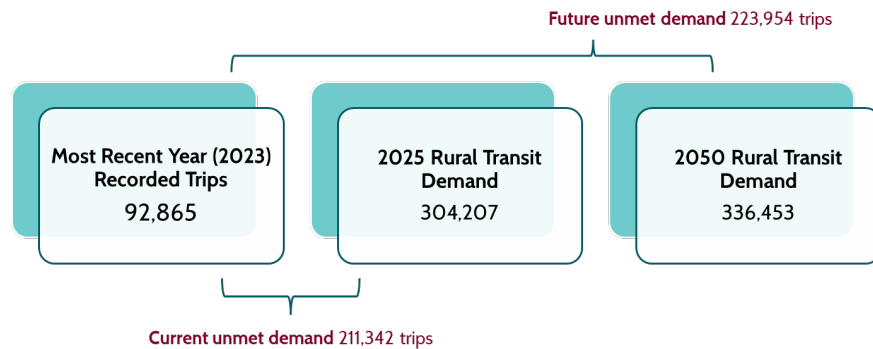 Future unmet demand 223,954 trips
Most Recent Year (2023)
Recorded Trips
92,865
2025 Rural Transit
Demand
304,207
2050 Rural Transit
Demand
336,453
Current unmet demand 211,342 trips